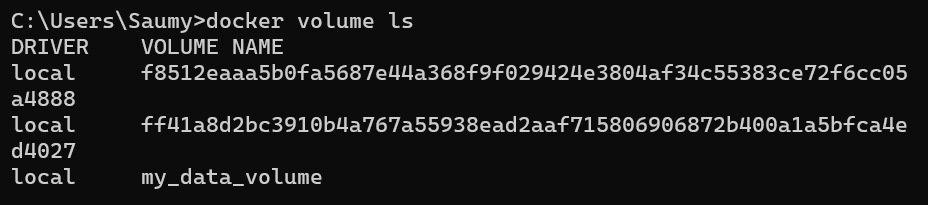 C:\Users\Saumy>docker volume ls
DRIVER    VOLUME NAME
local     f8512eaaa5b0fa5687e44a368f9f029424e3804af34c55383ce72f6cc05
a4888
local     ff41a8d2bc3910b4a767a55938ead2aaf715806906872b400a1a5bfca4e
d4027
local     my_data_volume